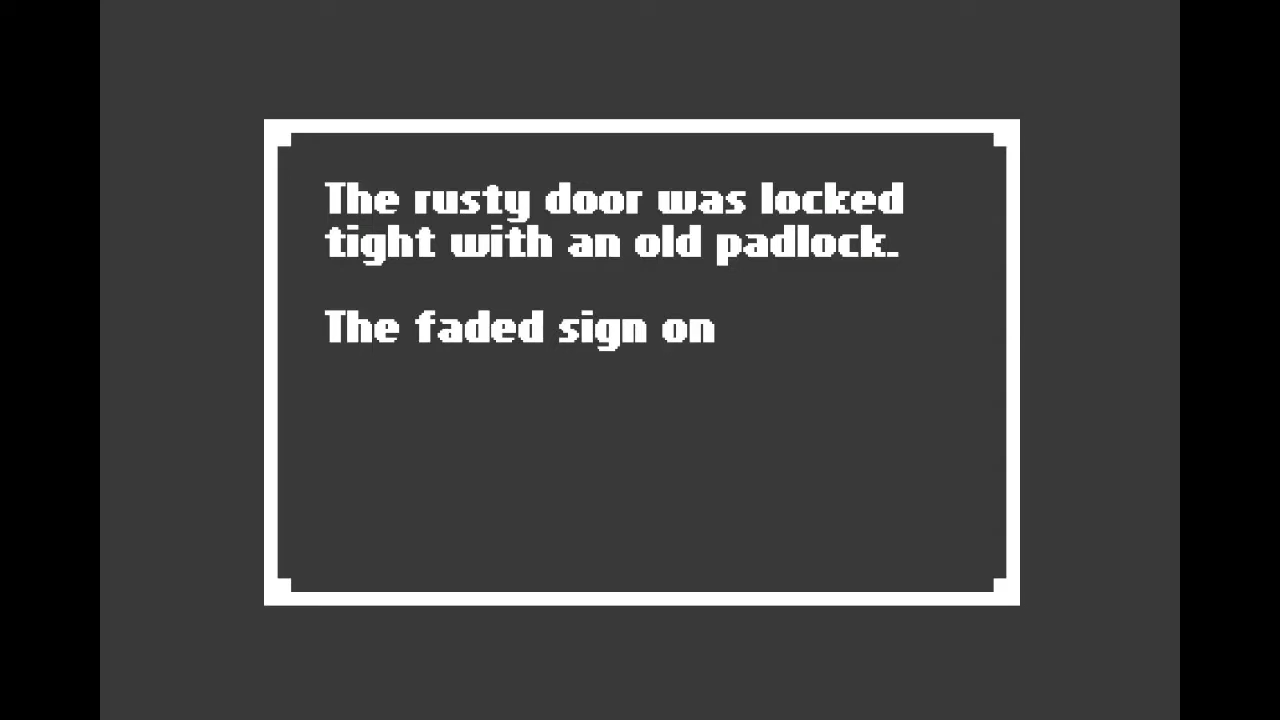 The rusty door was locked
tight with an old padlock.
The faded sign on